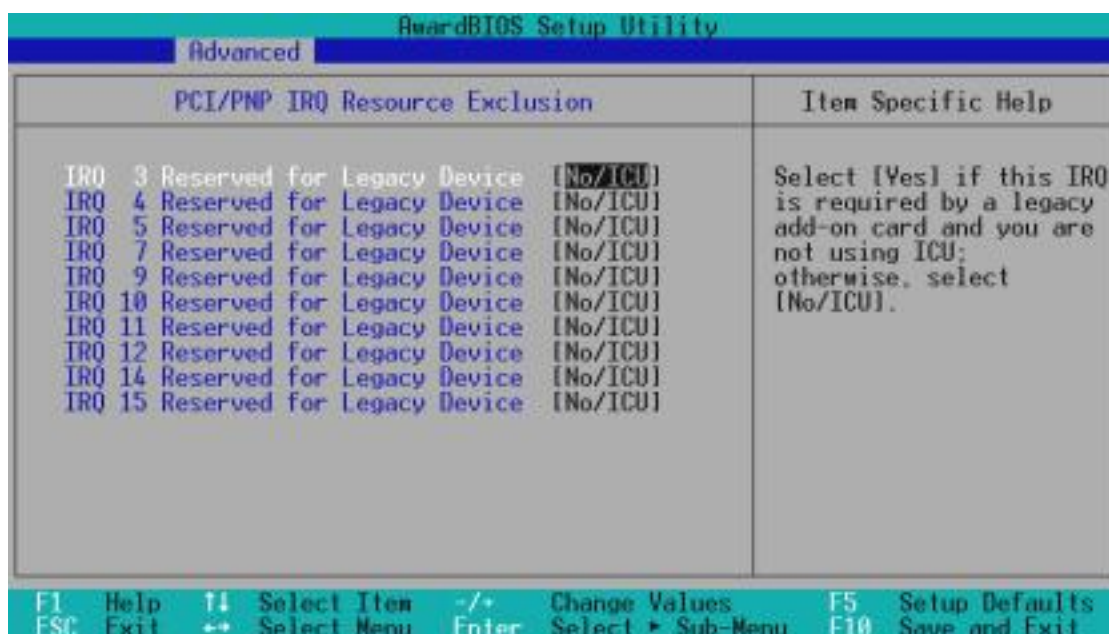 AwardBIOS Setup Utility
Advanced
PCI/PNP IRQ Resource Exclusion
Item Specific Help
IRQ 3 Reserved for Legacy Device [No/ICU]
IRQ 4 Reserved for Legacy Device [No/ICU]
IRQ 5 Reserved for Legacy Device [No/ICU]
IRQ 7 Reserved for Legacy Device [No/ICU]
IRQ 9 Reserved for Legacy Device [No/ICU]
IRQ 10 Reserved for Legacy Device [No/ICU]
IRQ 11 Reserved for Legacy Device [No/ICU]
IRQ 12 Reserved for Legacy Device [No/ICU]
IRQ 14 Reserved for Legacy Device [No/ICU]
IRQ 15 Reserved for Legacy Device [No/ICU]
Select [Yes] if this IRQ
is required by a legacy
add-on card and you are
not using ICU;
otherwise, select
[No/ICU].
F1 Help ↑↓ Select Item -/+ Change Values F5 Setup Defaults
ESC Exit ←→ Select Menu Enter Select ► Sub-Menu F10 Save and Exit